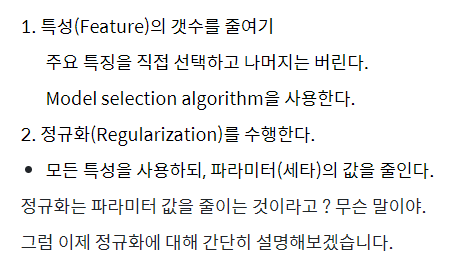 1. 특성(Feature)의 갯수를 줄여기
주요 특징을 직접 선택하고 나머지는 버린다.
Model selection algorithm을 사용한다.
2. 정규화(Regularization)를 수행한다.
• 모든 특성을 사용하되, 파라미터(세타)의 값을 줄인다.
정규화는 파라미터 값을 줄이는 것이라고 ? 무슨 말이야.
그럼 이제 정규화에 대해 간단히 설명해보겠습니다.